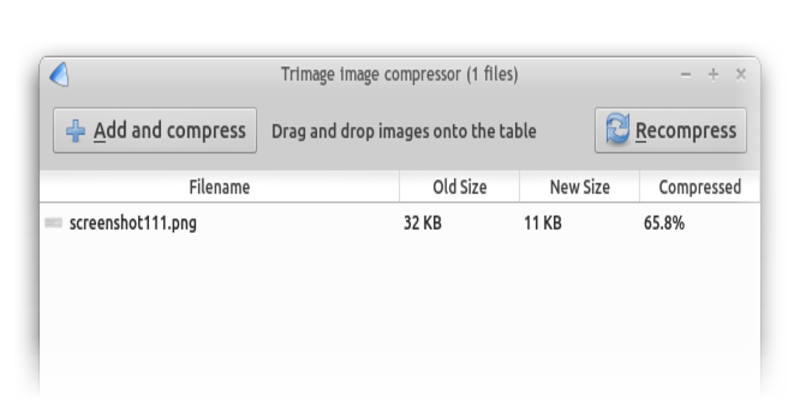 Trimage image compressor (1 files)
Add and compress Drag and drop images onto the table Recompress
Filename Old Size New Size Compressed
screenshot111.png 32 KB 11 KB 65.8%